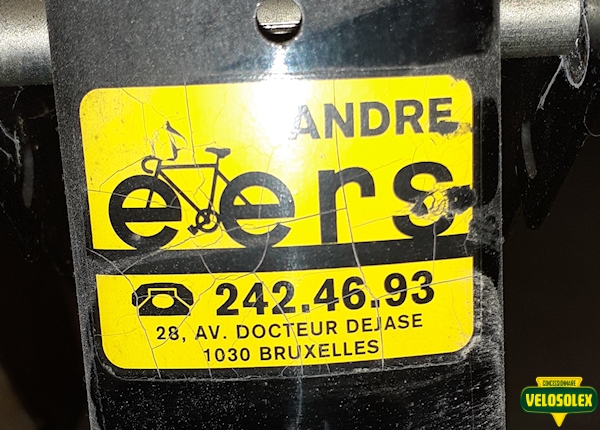 ANDRE
eers
242.46.93
28, AV. DOCTEUR DEJASE
1030 BRUXELLES
CONCESSIONNAIRE
VELOSOLEX